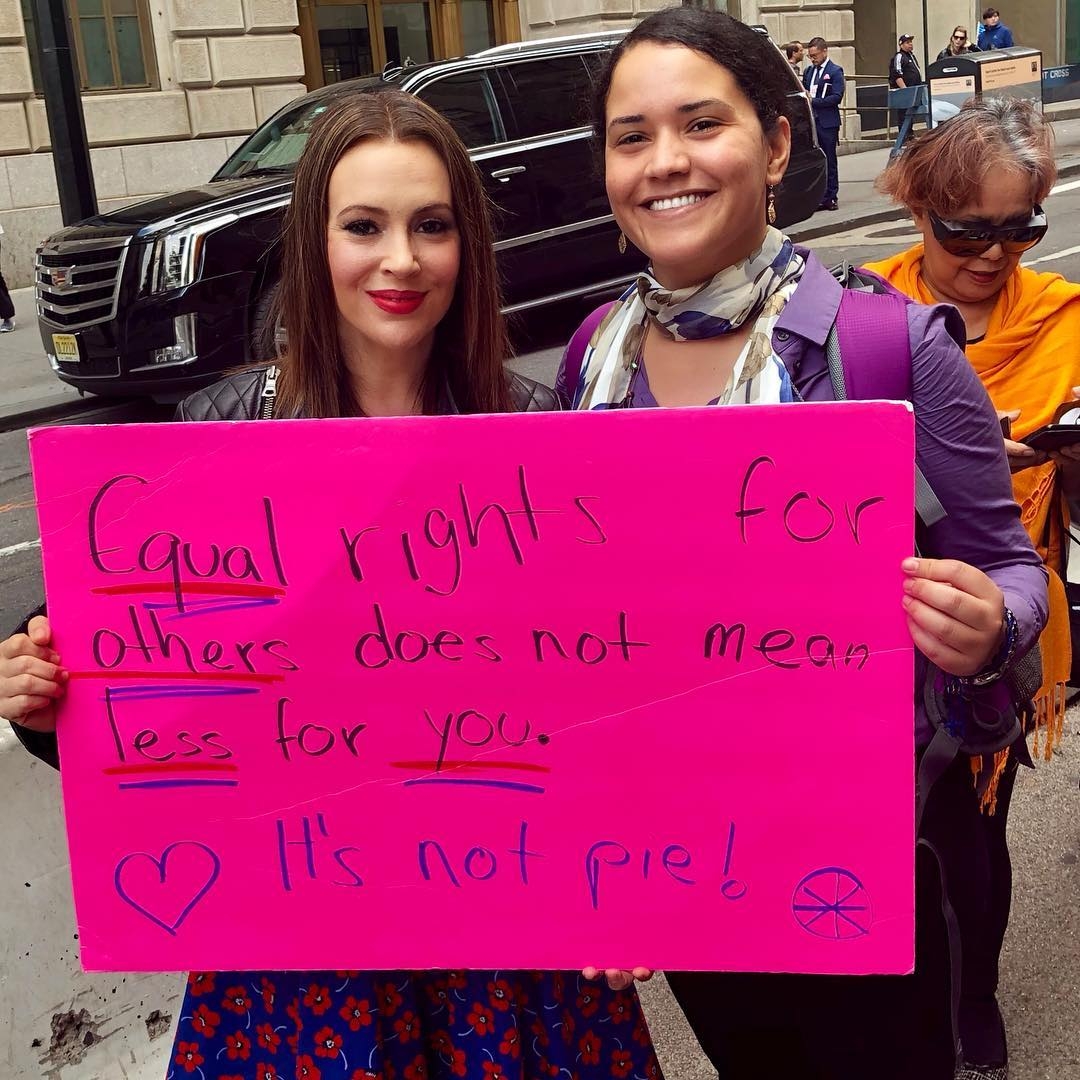 Equal rights for
others does not mean
less for you.
It's not pie!